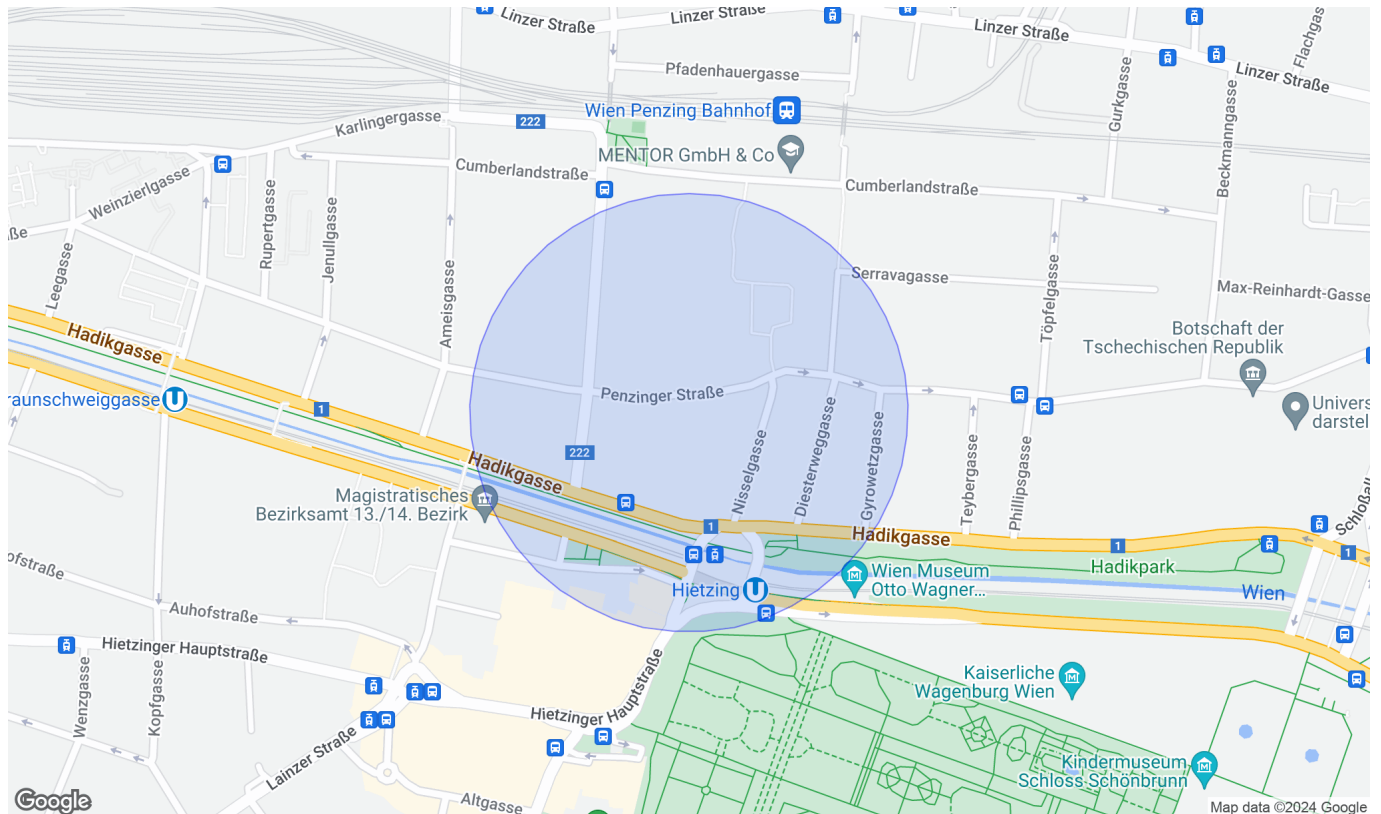 Linzer Straße
Linzer Straße
Linzer Straße
Flachgas
Linzer Straße
Pfadenhauergasse
Gurkgasse
Beckmanngasse
Wien Penzing Bahnhof
Karlingergasse
222
MENTOR GmbH & Co
Cumberlandstraße
Cumberlandstraße
Weinzierlgasse
ße
Leegasse
Rupertgasse
Jenullgasse
Ameisgasse
Serravagasse
Töpfelgasse
Max-Reinhardt-Gasse
Hadikgasse
Botschaft der
Tschechischen Republik
raunschweiggasse
1
Penzinger Straße
Univers
darstel
222
Hadikgasse
Nisselgasse
Diesterweggasse
Gyrowetzgasse
Teybergasse
Phillipsgasse
Magistratisches
Bezirksamt 13./14. Bezirk
1
Hadikgasse
1
Schloßall
1
ofstraße
Hadikpark
Wien Museum
Otto Wagner...
Hietzing
Wien
Auhofstraße
Hietzinger Hauptstraße
Wenzgasse
Kopfgasse
Kaiserliche
Wagenburg Wien
Hietzinger Hauptstraße
Lainzer Straße
Kindermuseum
Schloss Schönbrunn
Altgasse
Google
Map data ©2024 Google